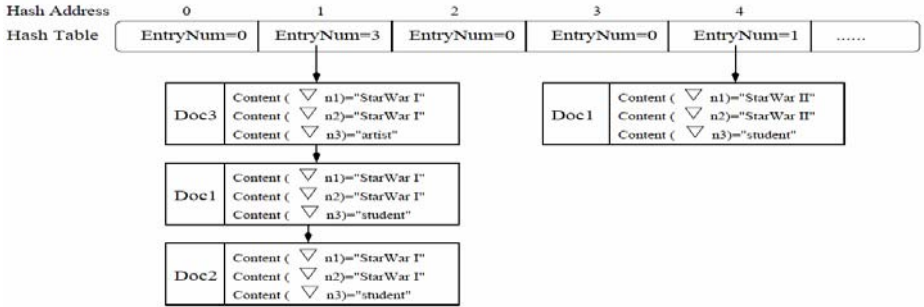 Hash Address 0 1 2 3 4
Hash Table EntryNum=0 EntryNum=3 EntryNum=0 EntryNum=0 EntryNum=1 ......
Doc3
Content ( ▽ n1)="StarWar I"
Content ( ▽ n2)="StarWar I"
Content ( ▽ n3)="artist"
Doc1
Content ( ▽ n1)="StarWar II"
Content ( ▽ n2)="StarWar II"
Content ( ▽ n3)="student"
Doc1
Content ( ▽ n1)="StarWar I"
Content ( ▽ n2)="StarWar I"
Content ( ▽ n3)="student"
Doc2
Content ( ▽ n1)="StarWar I"
Content ( ▽ n2)="StarWar I"
Content ( ▽ n3)="student"